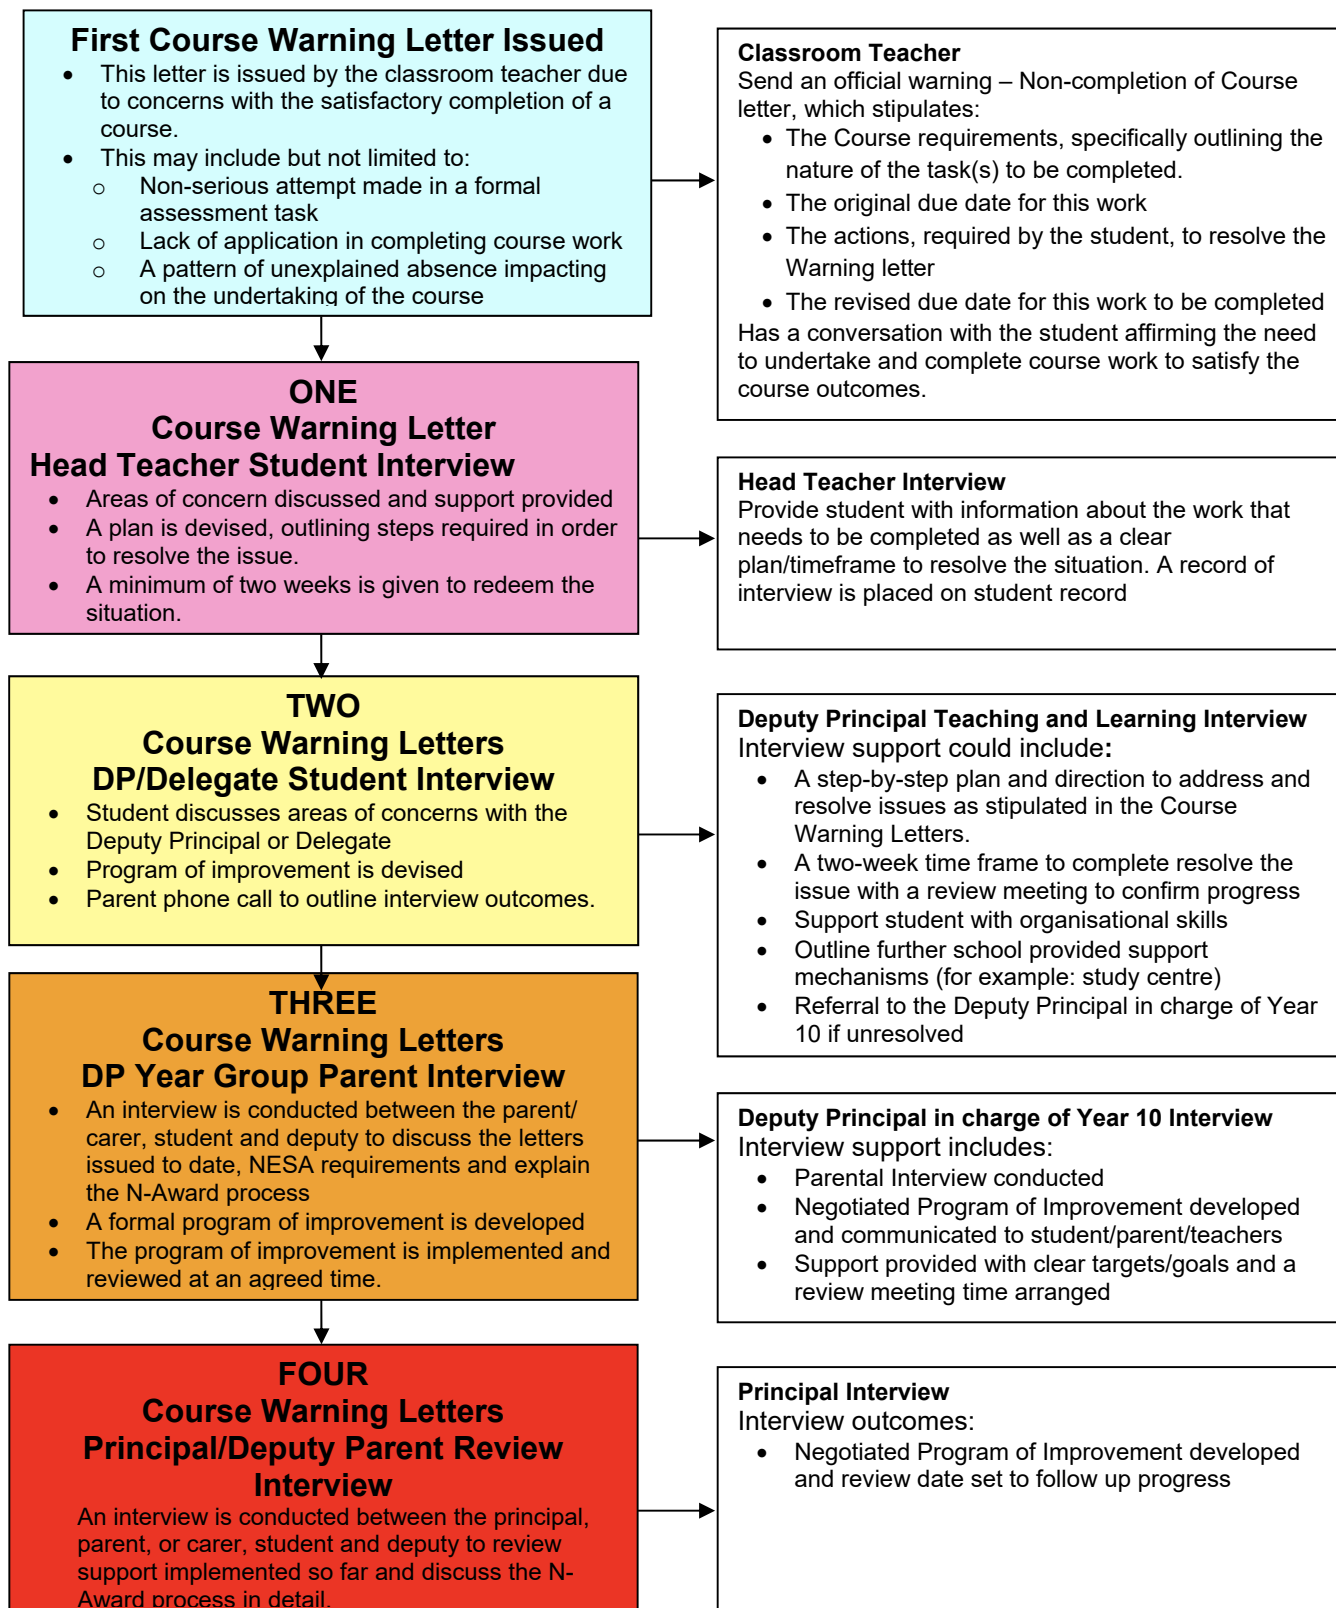 First Course Warning Letter Issued
• This letter is issued by the classroom teacher due
to concerns with the satisfactory completion of a
course.
• This may include but not limited to:
o Non-serious attempt made in a formal
assessment task
o Lack of application in completing course work
o A pattern of unexplained absence impacting
on the undertaking of the course
Classroom Teacher
Send an official warning – Non-completion of Course
letter, which stipulates:
• The Course requirements, specifically outlining the
nature of the task(s) to be completed.
• The original due date for this work
• The actions, required by the student, to resolve the
Warning letter
• The revised due date for this work to be completed
Has a conversation with the student affirming the need
to undertake and complete course work to satisfy the
course outcomes.
ONE
Course Warning Letter
Head Teacher Student Interview
• Areas of concern discussed and support provided
• A plan is devised, outlining steps required in order
to resolve the issue.
• A minimum of two weeks is given to redeem the
situation.
Head Teacher Interview
Provide student with information about the work that
needs to be completed as well as a clear
plan/timeframe to resolve the situation. A record of
interview is placed on student record
TWO
Course Warning Letters
DP/Delegate Student Interview
• Student discusses areas of concerns with the
Deputy Principal or Delegate
• Program of improvement is devised
• Parent phone call to outline interview outcomes.
Deputy Principal Teaching and Learning Interview
Interview support could include:
• A step-by-step plan and direction to address and
resolve issues as stipulated in the Course
Warning Letters.
• A two-week time frame to complete resolve the
issue with a review meeting to confirm progress
• Support student with organisational skills
• Outline further school provided support
mechanisms (for example: study centre)
• Referral to the Deputy Principal in charge of Year
10 if unresolved
THREE
Course Warning Letters
DP Year Group Parent Interview
• An interview is conducted between the parent/
carer, student and deputy to discuss the letters
issued to date, NESA requirements and explain
the N-Award process
• A formal program of improvement is developed
• The program of improvement is implemented and
reviewed at an agreed time.
Deputy Principal in charge of Year 10 Interview
Interview support includes:
• Parental Interview conducted
• Negotiated Program of Improvement developed
and communicated to student/parent/teachers
• Support provided with clear targets/goals and a
review meeting time arranged
FOUR
Course Warning Letters
Principal/Deputy Parent Review
Interview
An interview is conducted between the principal,
parent, or carer, student and deputy to review
support implemented so far and discuss the N-
Award process in detail.
Principal Interview
Interview outcomes:
• Negotiated Program of Improvement developed
and review date set to follow up progress